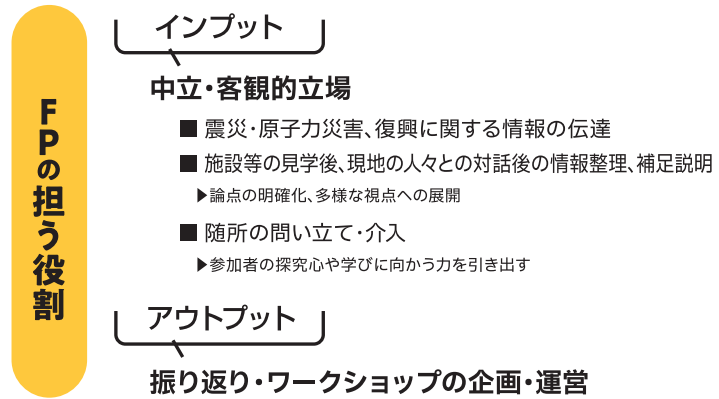 FPの担う役割
インプット
中立・客観的立場
■ 震災・原子力災害、復興に関する情報の伝達
■ 施設等の見学後、現地の人々との対話後の情報整理、補足説明
▶論点の明確化、多様な視点への展開
■ 随所の問い立て・介入
▶参加者の探究心や学びに向かう力を引き出す
アウトプット
振り返り・ワークショップの企画・運営